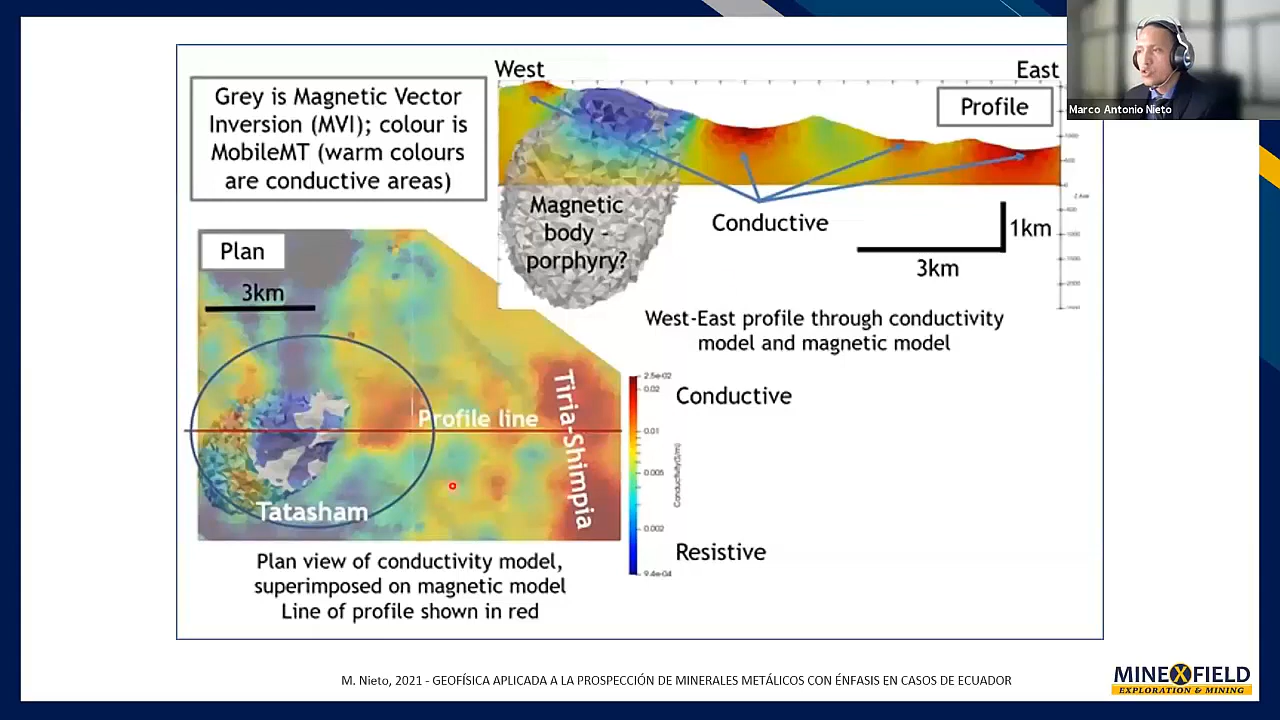 Grey is Magnetic Vector
Inversion (MVI); colour is
MobileMT (warm colours
are conductive areas)
West
East
Profile
Marco Antonio Nieto
Magnetic
body -
porphyry?
Conductive
1km
3km
West-East profile through conductivity
model and magnetic model
Plan
3km
Profile line
Tiria-Shimpia
Tatasham
Plan view of conductivity model,
superimposed on magnetic model
Line of profile shown in red
2.5e-02
0.02
0.01
0.005
0.002
9.4e-04
Conductivity(S/m)
Conductive
Resistive
M. Nieto, 2021 - GEOFÍSICA APLICADA A LA PROSPECCIÓN DE MINERALES METÁLICOS CON ÉNFASIS EN CASOS DE ECUADOR
MINEXFIELD
EXPLORATION & MINING